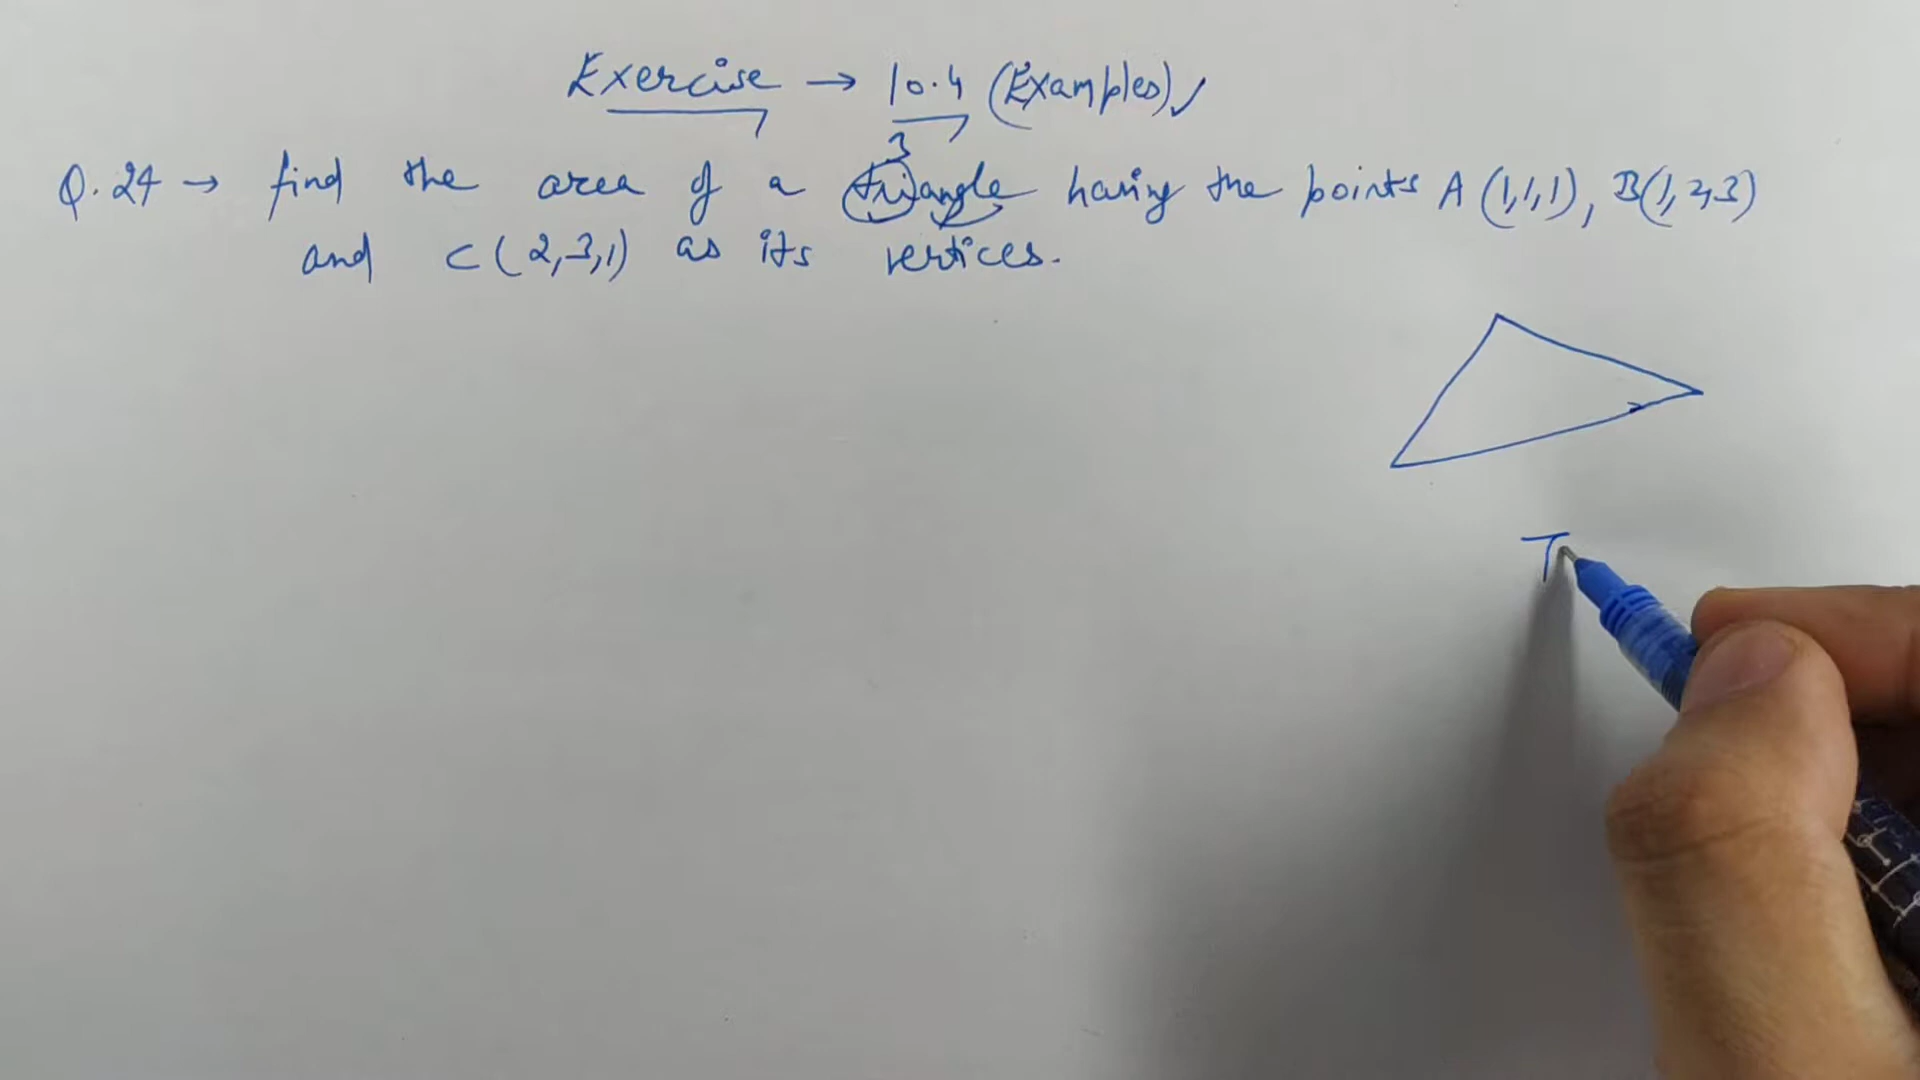 Exercise → 10.4 (Examples) ✓
3
Q. 24 → find the area of a triangle having the points A (1,1,1), B(1,2,3)
and C (2,3,1) as its vertices.
T